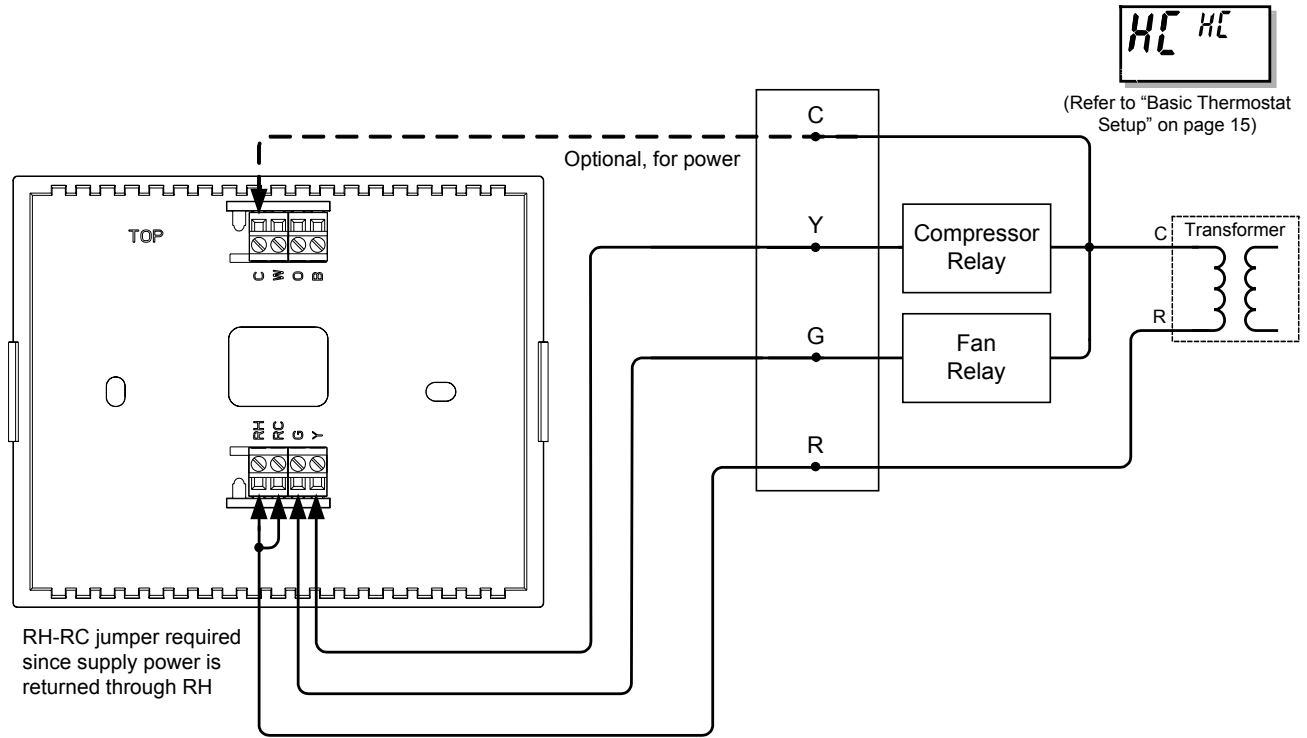 HC HC
(Refer to “Basic Thermostat
Setup” on page 15)
C
Optional, for power
TOP
C W O B
Y
Compressor
Relay
C
Transformer
R
G
Fan
Relay
RH RC G Y
R
RH-RC jumper required
since supply power is
returned through RH